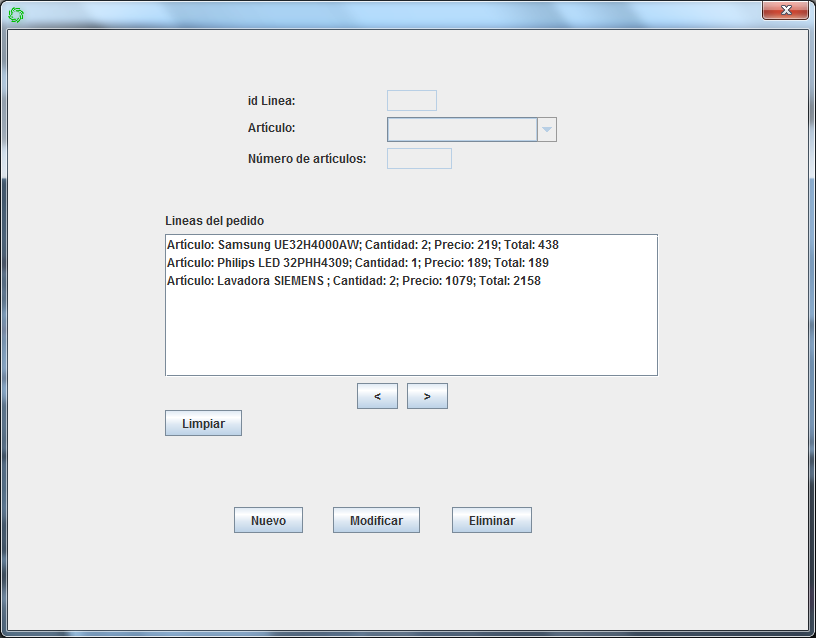 id Linea:
Artículo:
Número de artículos:
Lineas del pedido
Artículo: Samsung UE32H4000AW; Cantidad: 2; Precio: 219; Total: 438
Artículo: Philips LED 32PHH4309; Cantidad: 1; Precio: 189; Total: 189
Artículo: Lavadora SIEMENS ; Cantidad: 2; Precio: 1079; Total: 2158
< >
Limpiar
Nuevo Modificar Eliminar